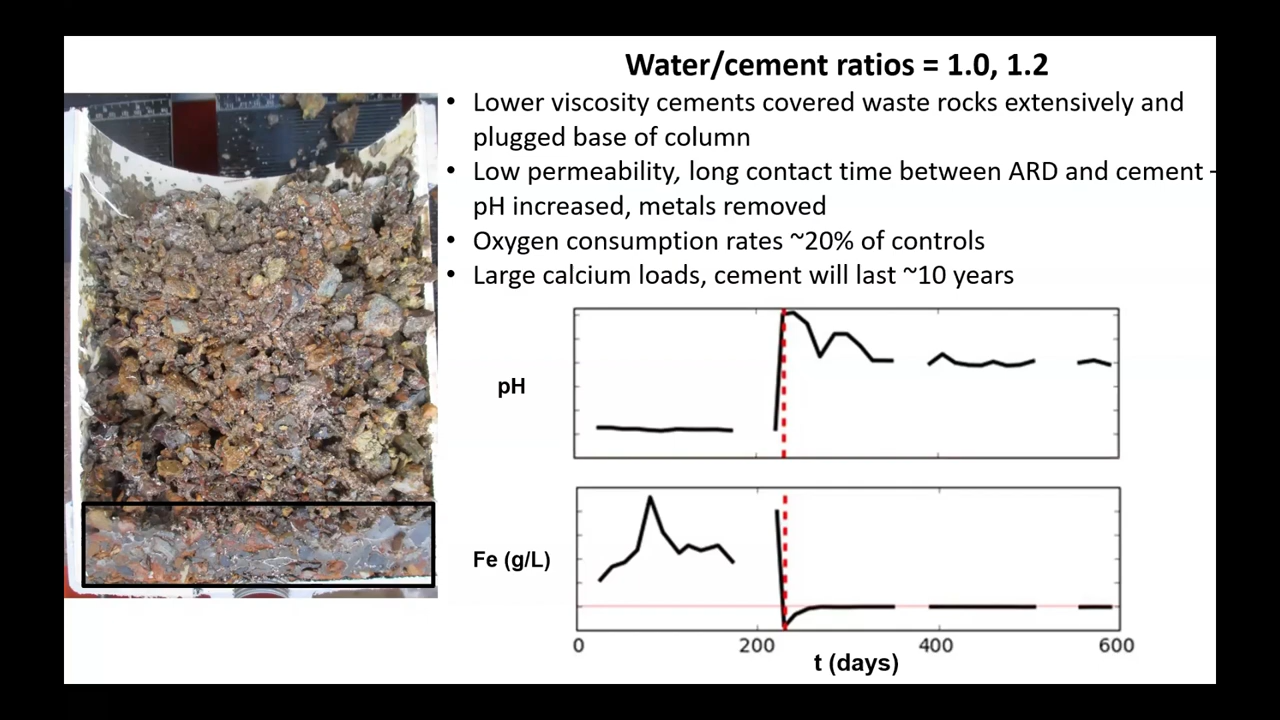 Water/cement ratios = 1.0, 1.2
• Lower viscosity cements covered waste rocks extensively and
plugged base of column
• Low permeability, long contact time between ARD and cement -
pH increased, metals removed
• Oxygen consumption rates ~20% of controls
• Large calcium loads, cement will last ~10 years
pH
Fe (g/L)
0 200 400 600
t (days)